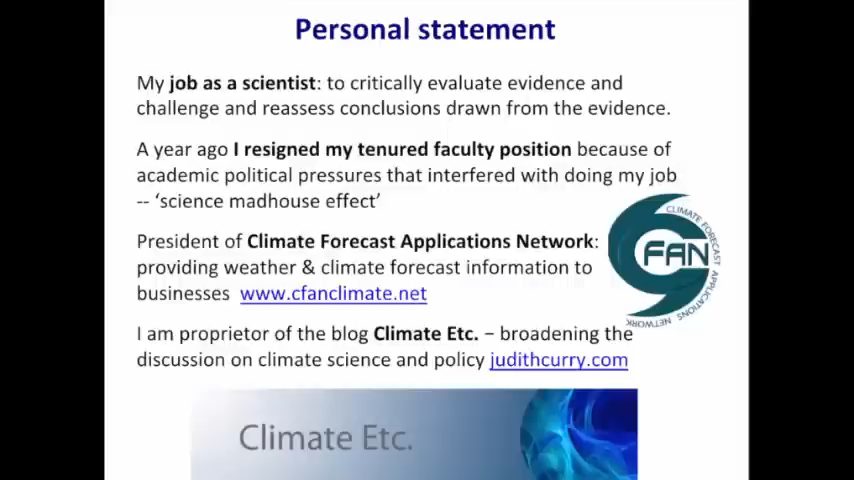 Personal statement
My job as a scientist: to critically evaluate evidence and
challenge and reassess conclusions drawn from the evidence.
A year ago I resigned my tenured faculty position because of
academic political pressures that interfered with doing my job
-- ‘science madhouse effect’
President of Climate Forecast Applications Network:
providing weather & climate forecast information to
businesses www.cfanclimate.net
CLIMATE FORECAST APPLICATIONS NETWORK
CFAN
I am proprietor of the blog Climate Etc. – broadening the
discussion on climate science and policy judithcurry.com
Climate Etc.